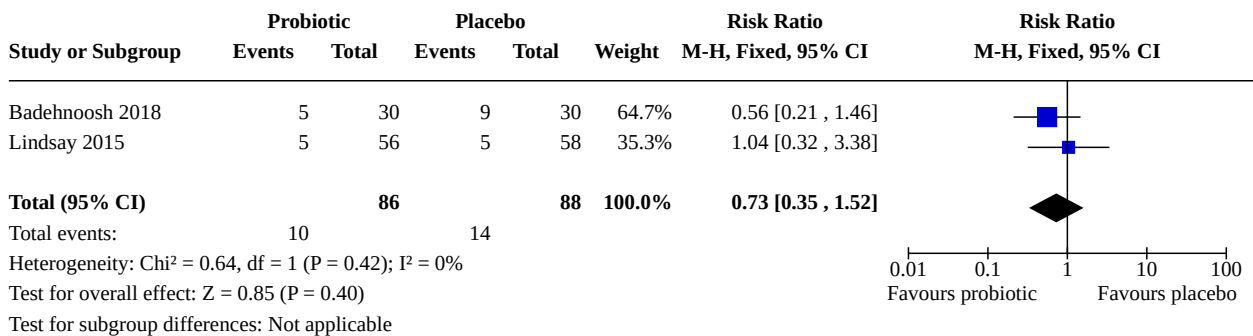 Probiotic Placebo Risk Ratio Risk Ratio
Study or Subgroup Events Total Events Total Weight M-H, Fixed, 95% CI M-H, Fixed, 95% CI
Badehnoosh 2018 5 30 9 30 64.7% 0.56 [0.21 , 1.46]
Lindsay 2015 5 56 5 58 35.3% 1.04 [0.32 , 3.38]
Total (95% CI) 86 88 100.0% 0.73 [0.35 , 1.52]
Total events: 10 14
Heterogeneity: Chi² = 0.64, df = 1 (P = 0.42); I² = 0%
Test for overall effect: Z = 0.85 (P = 0.40)
Test for subgroup differences: Not applicable
0.01 0.1 1 10 100
Favours probiotic Favours placebo